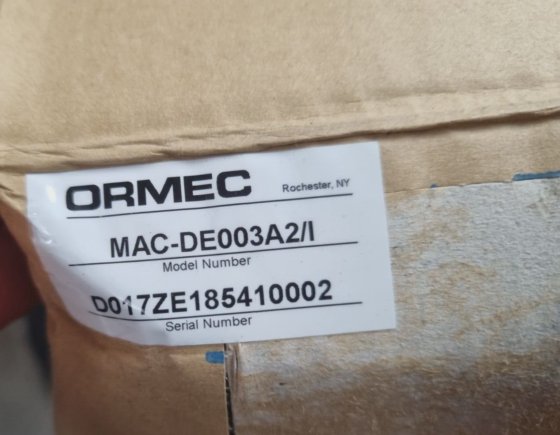 ORMEC Rochester, NY
MAC-DE003A2/I
Model Number
D017ZE185410002
Serial Number